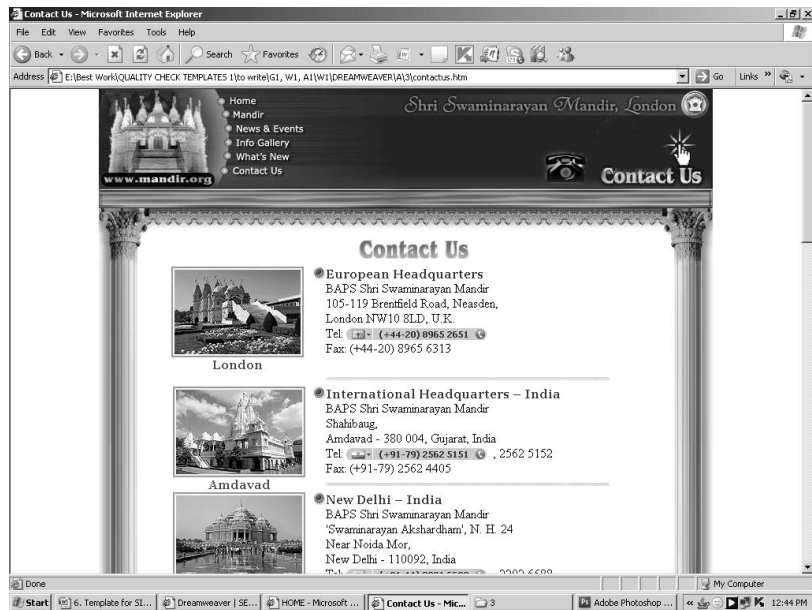 Contact Us - Microsoft Internet Explorer
File Edit View Favorites Tools Help
Back Search Favorites
Address E:\Best Work\QUALITY CHECK TEMPLATES 1\to write\G1, W1, A1\W1\DREAMWEAVER\A\3\contactus.htm Go Links »
Home
Mandir
News & Events
Info Gallery
What's New
Contact Us
www.mandir.org
Shri Swaminarayan Mandir, London
Contact Us
Contact Us
European Headquarters
BAPS Shri Swaminarayan Mandir
105-119 Brentfield Road, Neasden,
London NW10 8LD, U.K.
Tel: (+44-20) 8965 2651
Fax: (+44-20) 8965 6313
London
International Headquarters – India
BAPS Shri Swaminarayan Mandir
Shahibaug,
Amdavad - 380 004, Gujarat, India
Tel: (+91-79) 2562 5151 , 2562 5152
Fax: (+91-79) 2562 4405
Amdavad
New Delhi – India
BAPS Shri Swaminarayan Mandir
'Swaminarayan Akshardham', N. H. 24
Near Noida Mor,
New Delhi - 110092, India
Done My Computer
Start 6. Template for SI... Dreamweaver | SE... HOME - Microsoft ... Contact Us - Mic... 3 Adobe Photoshop ... « 12:44 PM